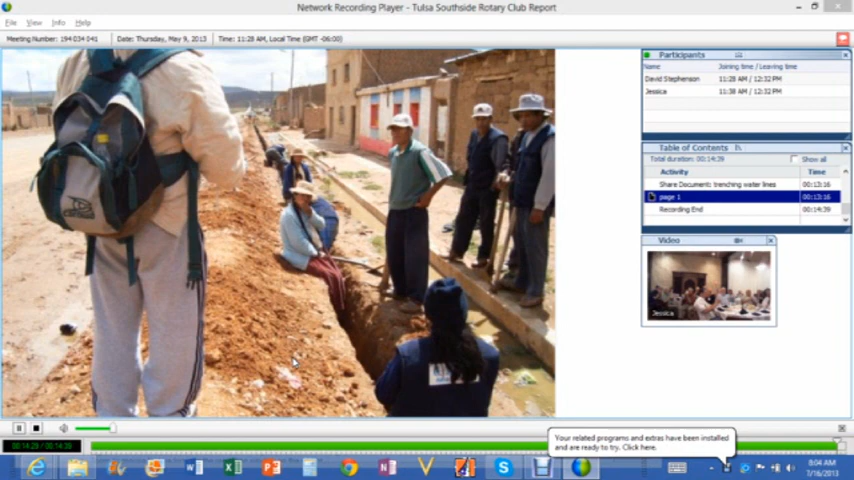 Network Recording Player - Tulsa Southside Rotary Club Report
File View Info Help
Meeting Number: 194 034 041 Date: Thursday, May 9, 2013 Time: 11:28 AM, Local Time (GMT -06:00)
Participants
Name Joining time / Leaving time
David Stephenson 11:28 AM / 12:32 PM
Jessica 11:38 AM / 12:32 PM
Table of Contents
Total duration: 00:14:39 Show all
Activity Time
Share Document: trenching water lines 00:13:16
page 1 00:13:16
Recording End 00:14:39
Video
Jessica
00:14:29 / 00:14:39
Your related programs and extras have been installed
and are ready to try. Click here.
8:04 AM
7/16/2013